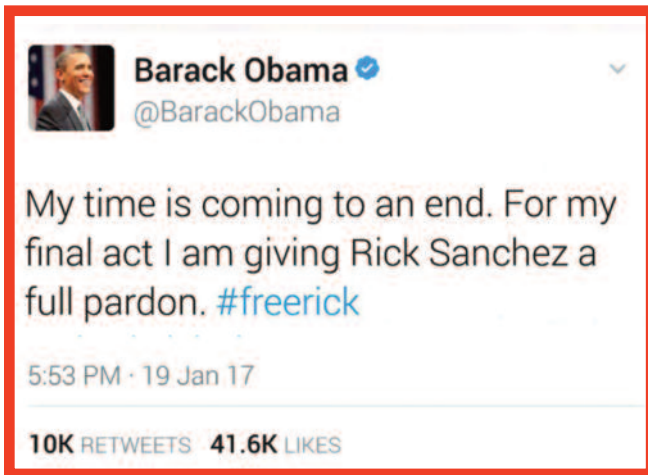 Barack Obama
@BarackObama
My time is coming to an end. For my
final act I am giving Rick Sanchez a
full pardon. #freerick
5:53 PM · 19 Jan 17
10K RETWEETS 41.6K LIKES